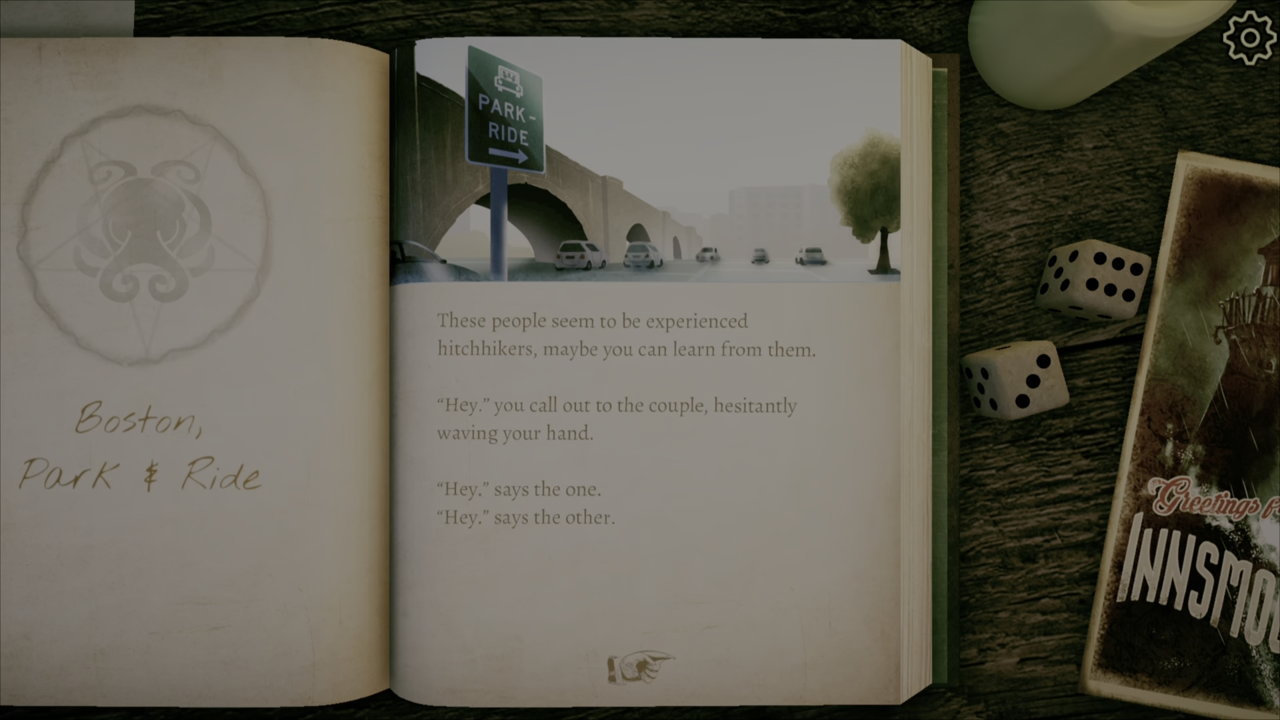 Boston,
Park & Ride
PARK-
RIDE
These people seem to be experienced
hitchhikers, maybe you can learn from them.
“Hey.” you call out to the couple, hesitantly
waving your hand.
“Hey.” says the one.
“Hey.” says the other.
Greetings